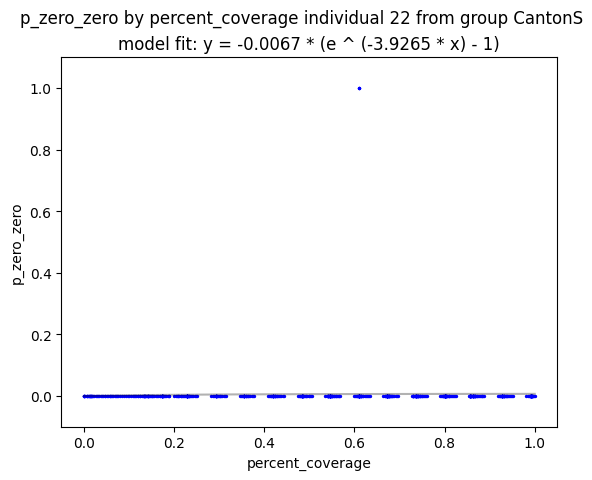 p_zero_zero by percent_coverage individual 22 from group CantonS
model fit: y = -0.0067 * (e ^ (-3.9265 * x) - 1)
1.0
0.8
0.6
0.4
0.2
0.0
p_zero_zero
0.0 0.2 0.4 0.6 0.8 1.0
percent_coverage